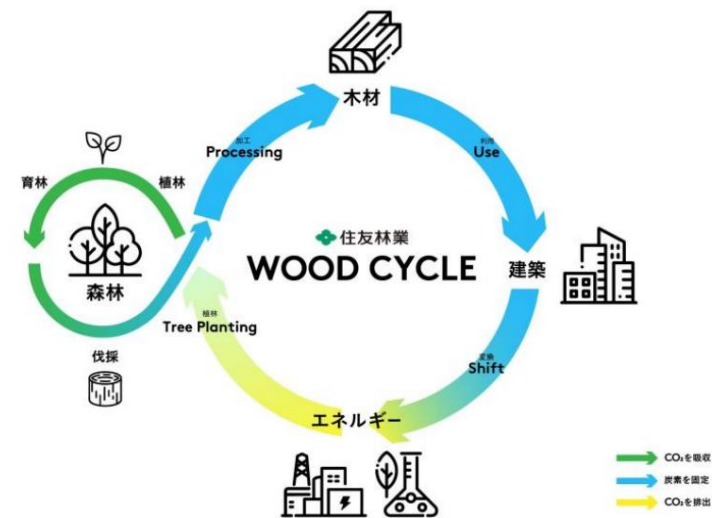 木材
加工
Processing
利用
Use
育林
植林
森林
伐採
住友林業
WOOD CYCLE
建築
植林
Tree Planting
変換
Shift
エネルギー
CO₂を吸収
炭素を固定
CO₂を排出